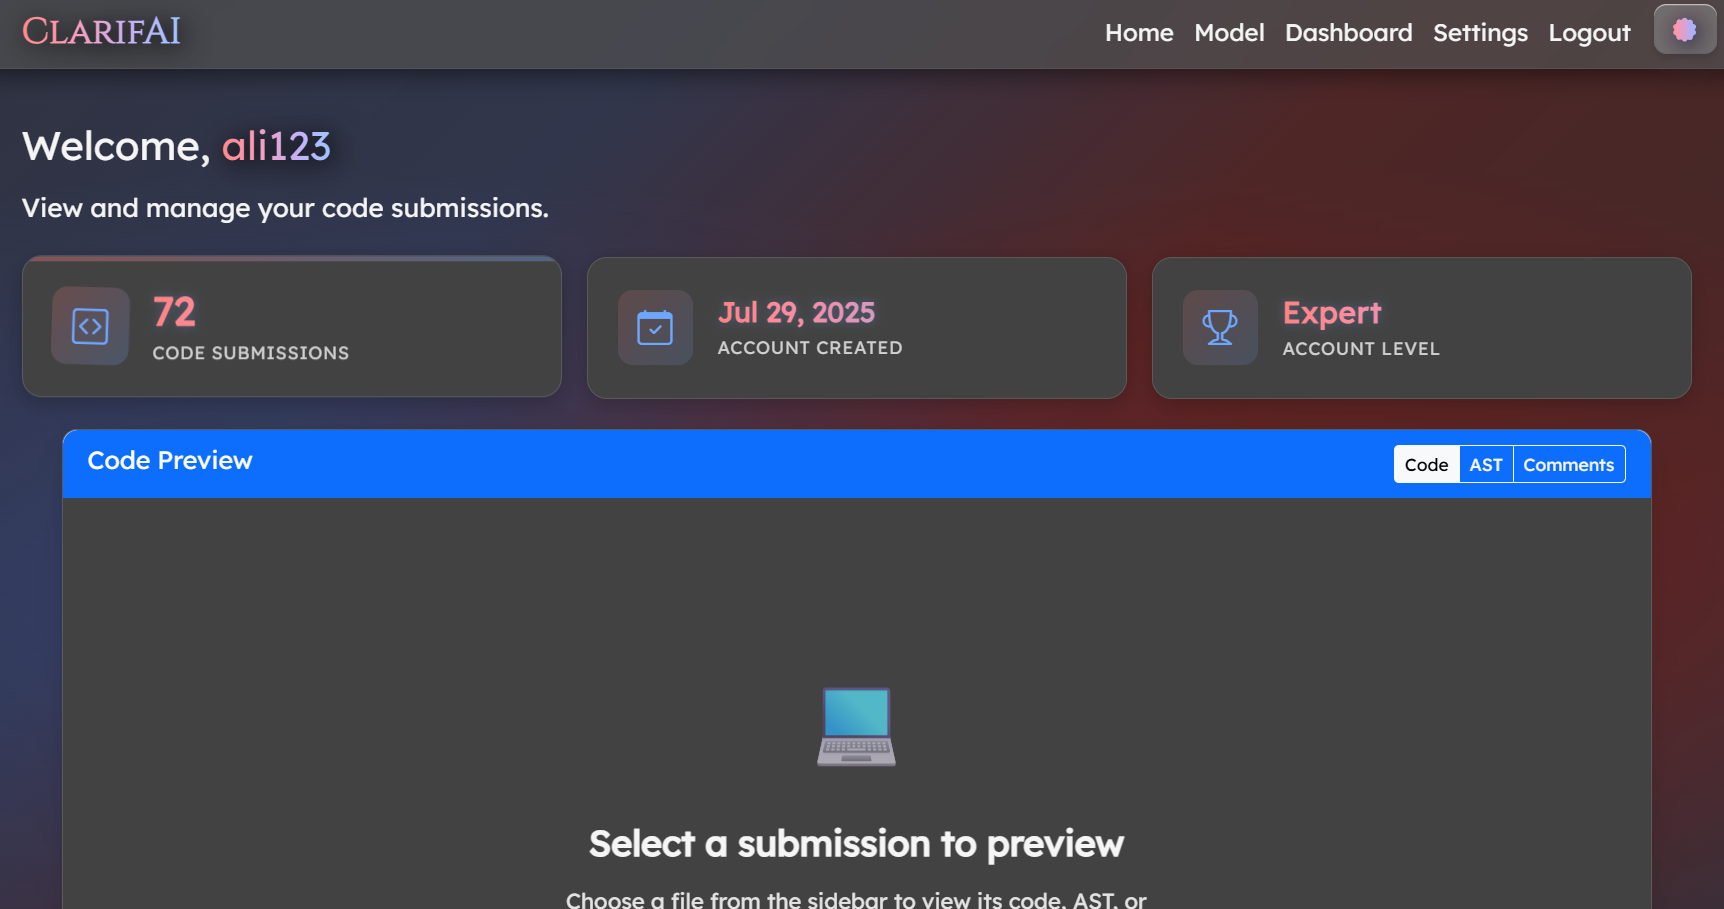 CLARIFAI
Home Model Dashboard Settings Logout
Welcome, ali123
View and manage your code submissions.
72
CODE SUBMISSIONS
Jul 29, 2025
ACCOUNT CREATED
Expert
ACCOUNT LEVEL
Code Preview
Code AST Comments
Select a submission to preview
Choose a file from the sidebar to view its code, AST, or